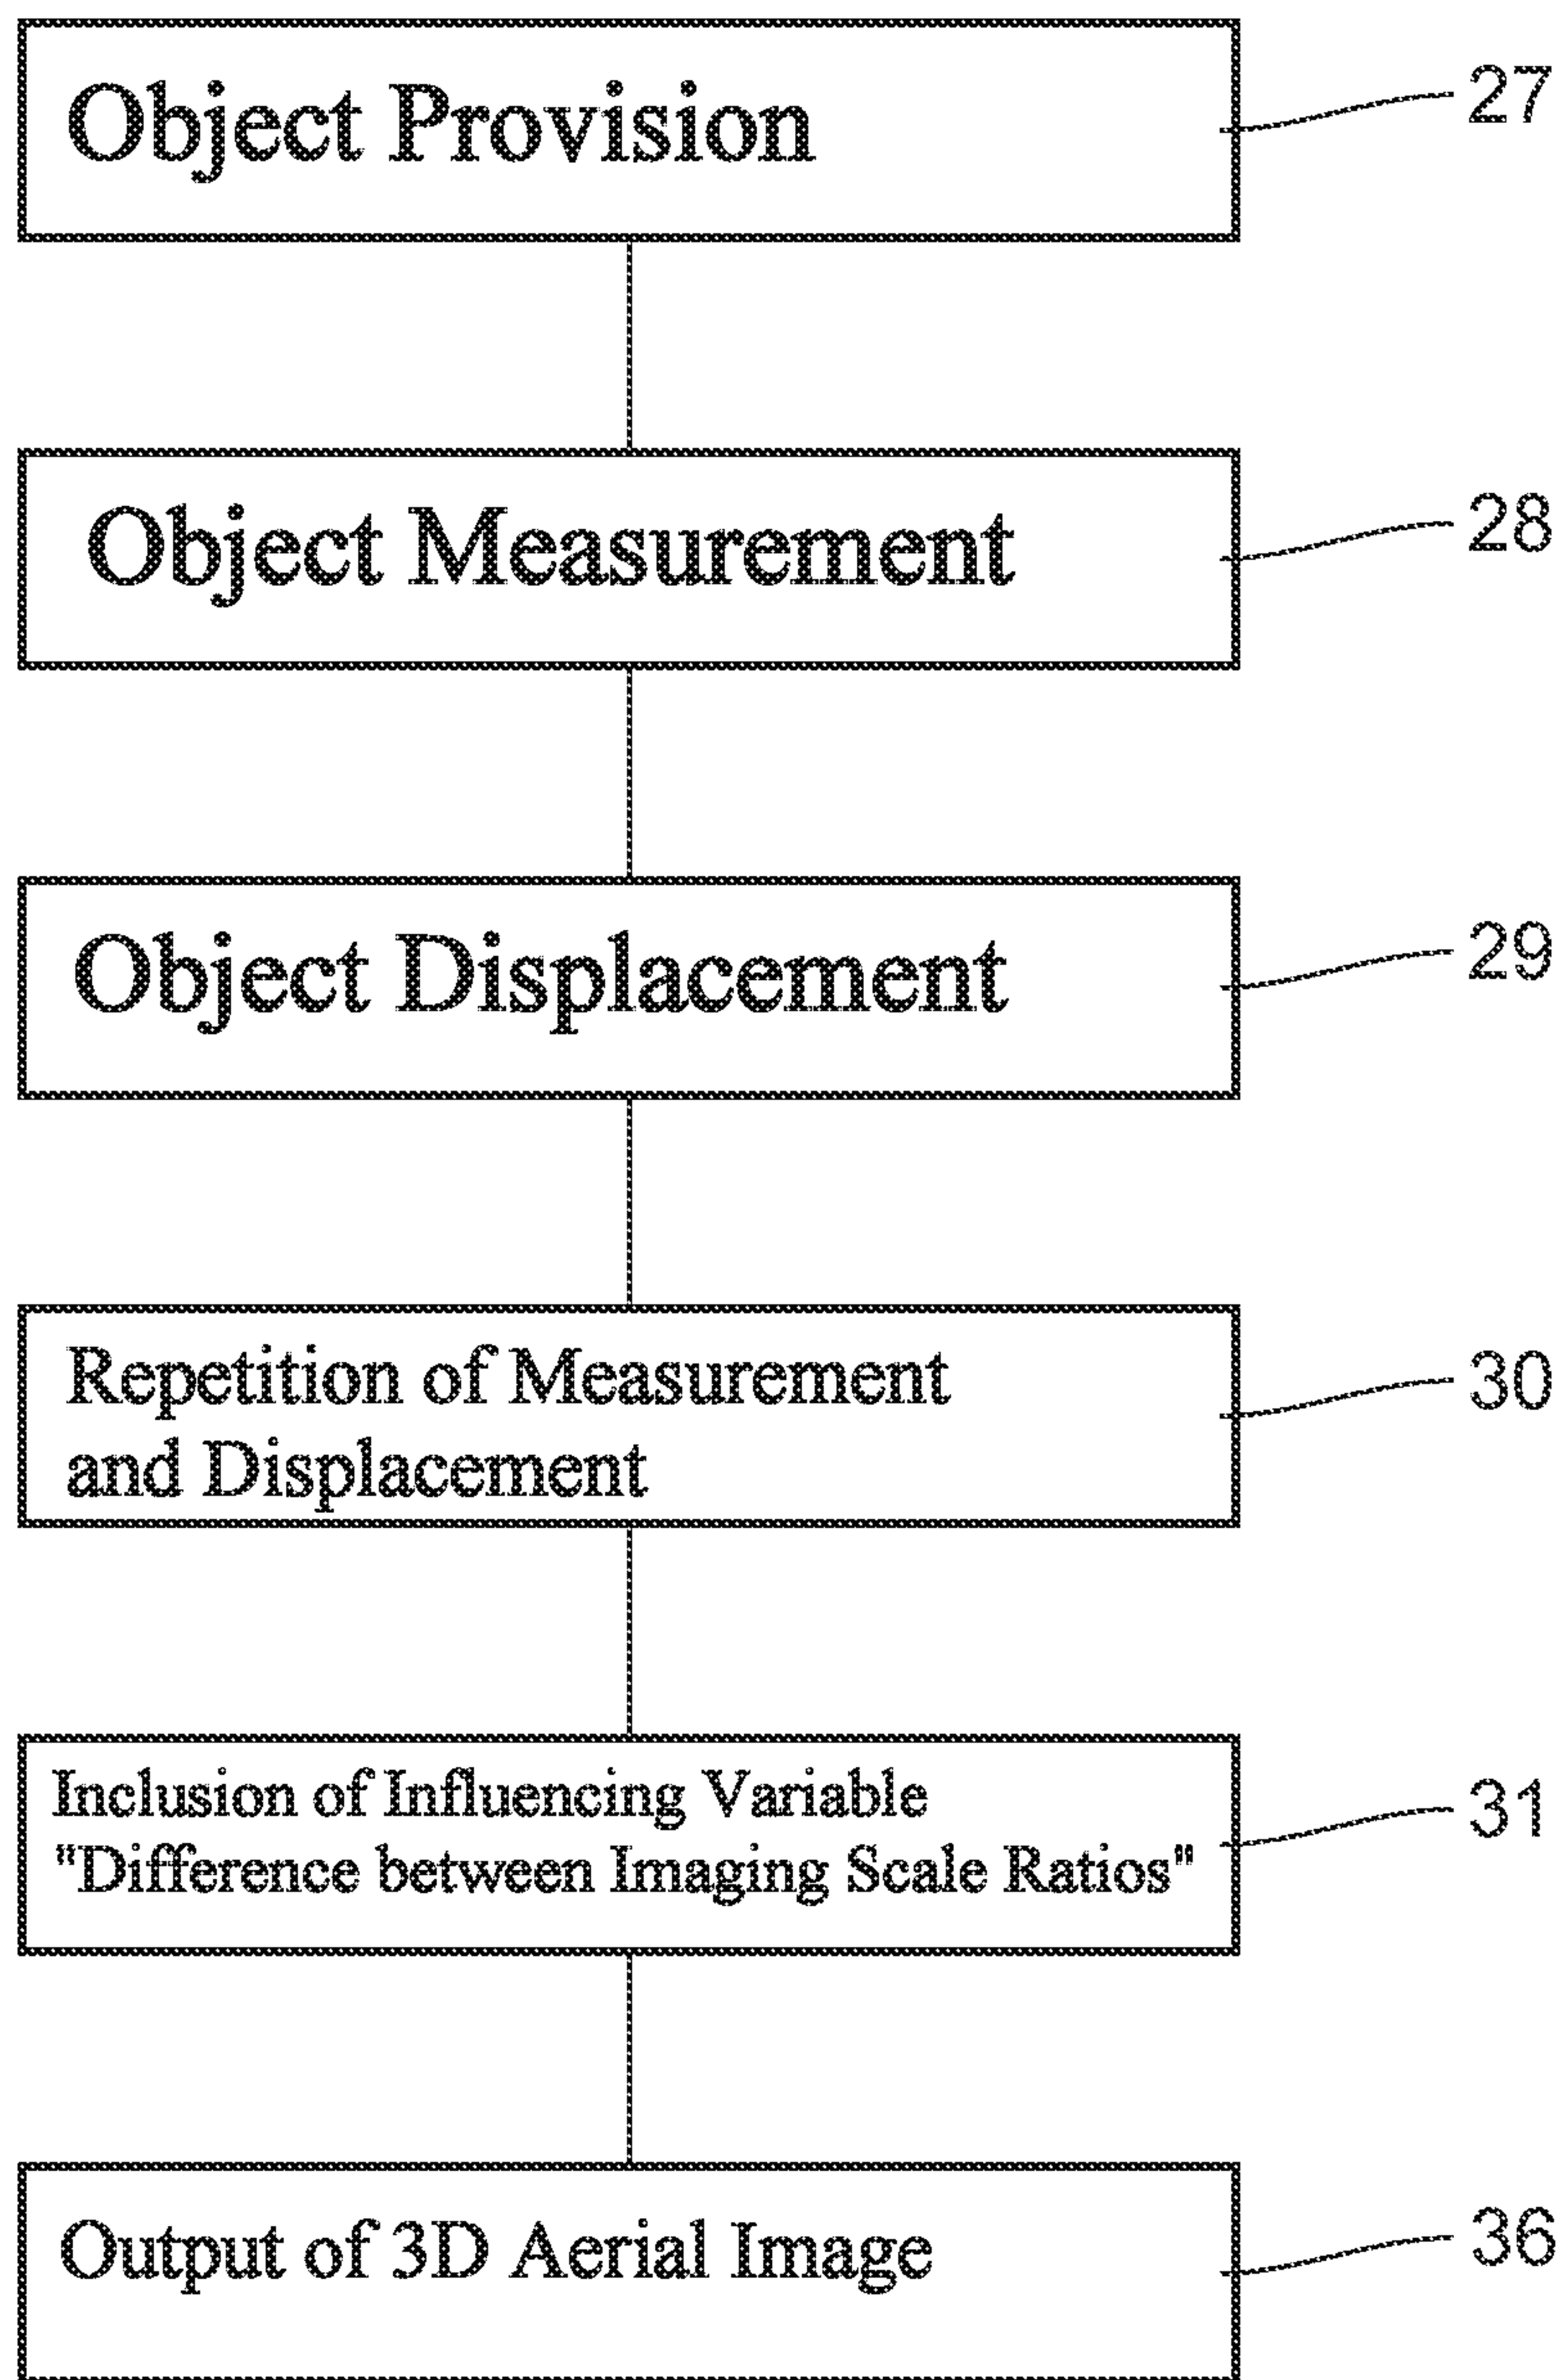 Object Provision
27
Object Measurement
28
Object Displacement
29
Repetition of Measurement
and Displacement
30
Inclusion of Influencing Variable
"Difference between Imaging Scale Ratios"
31
Output of 3D Aerial Image
36